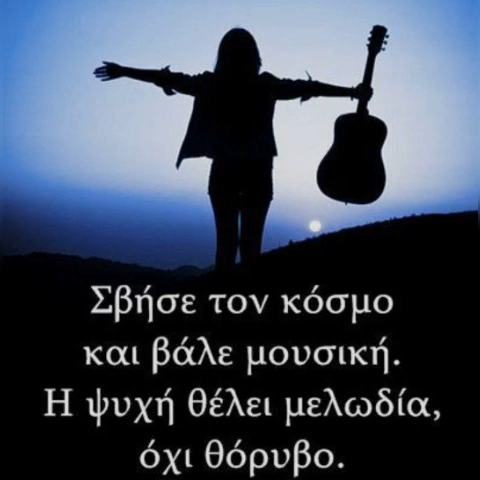 Σβήσε τον κόσμο
και βάλε μουσική.
Η ψυχή θέλει μελωδία,
όχι θόρυβο.